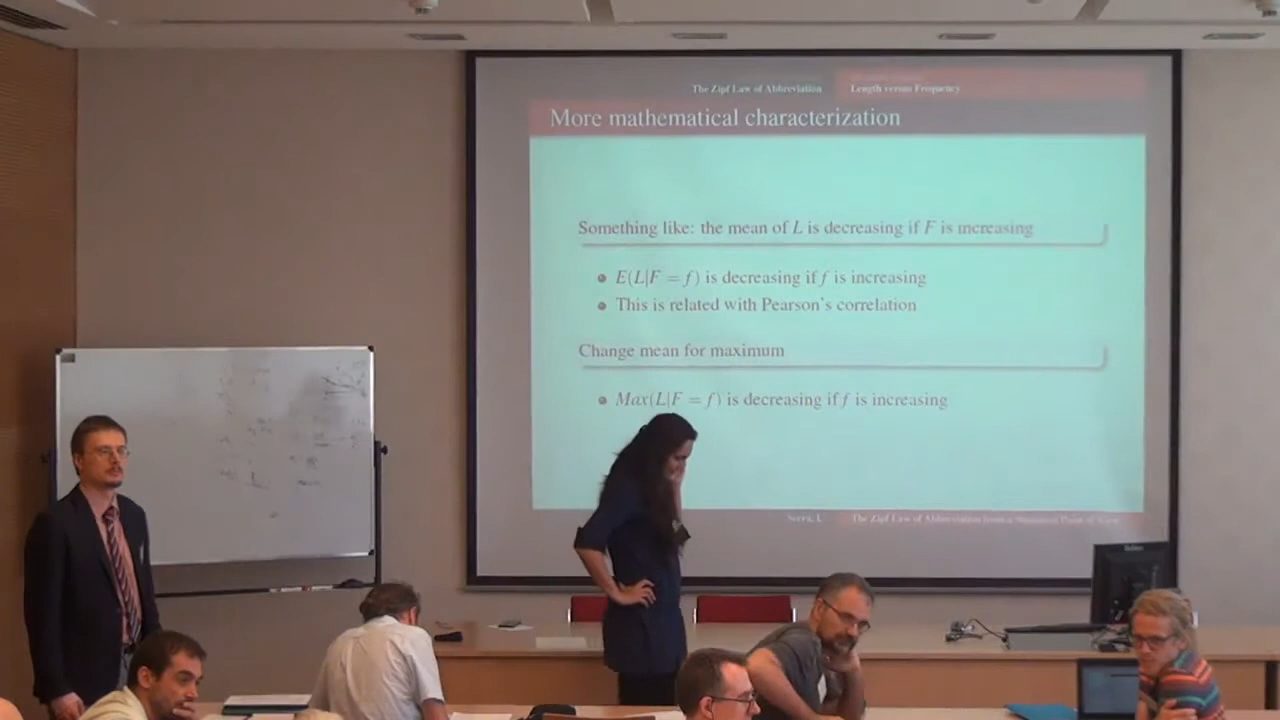 The Zipf Law of Abbreviation
Length versus Frequency
More mathematical characterization
Something like: the mean of L is decreasing if F is increasing
E(L|F = f) is decreasing if f is increasing
This is related with Pearson's correlation
Change mean for maximum
Max(L|F = f) is decreasing if f is increasing
The Zipf Law of Abbreviation from a Statistical Point of View